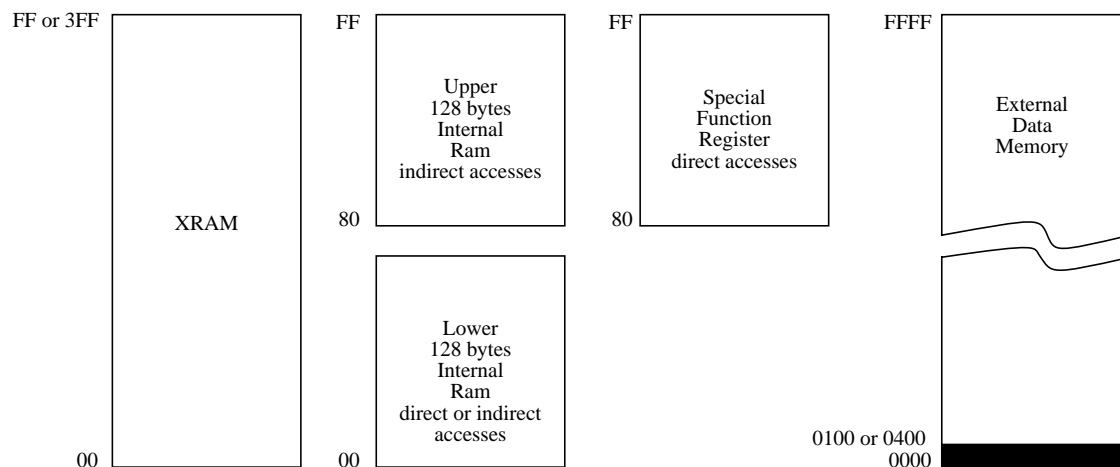 FF or 3FF
XRAM
00
FF
Upper
128 bytes
Internal
Ram
indirect accesses
80
Lower
128 bytes
Internal
Ram
direct or indirect
accesses
00
FF
Special
Function
Register
direct accesses
80
FFFF
External
Data
Memory
0100 or 0400
0000